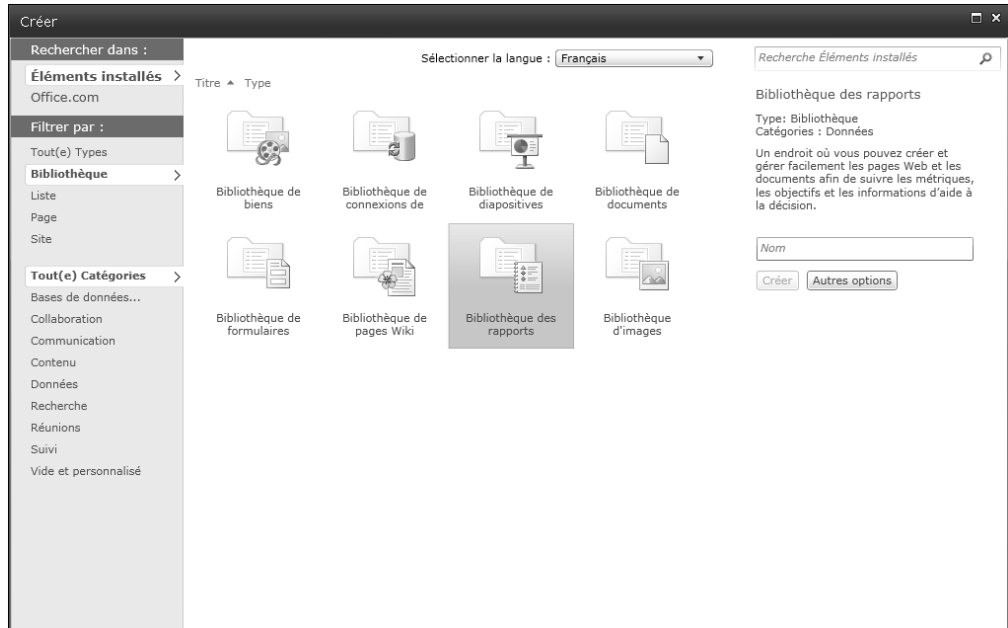 Créer
Rechercher dans :
Éléments installés
Office.com
Filtrer par :
Tout(e) Types
Bibliothèque
Liste
Page
Site
Tout(e) Catégories
Bases de données...
Collaboration
Communication
Contenu
Données
Recherche
Réunions
Suivi
Vide et personnalisé
Sélectionner la langue : Français
Titre Type
Bibliothèque de
biens
Bibliothèque de
connexions de
Bibliothèque de
diapositives
Bibliothèque de
documents
Bibliothèque de
formulaires
Bibliothèque de
pages Wiki
Bibliothèque des
rapports
Bibliothèque
d'images
Recherche Éléments installés
Bibliothèque des rapports
Type: Bibliothèque
Catégories : Données
Un endroit où vous pouvez créer et
gérer facilement les pages Web et les
documents afin de suivre les métriques,
les objectifs et les informations d'aide à
la décision.
Nom
Créer Autres options